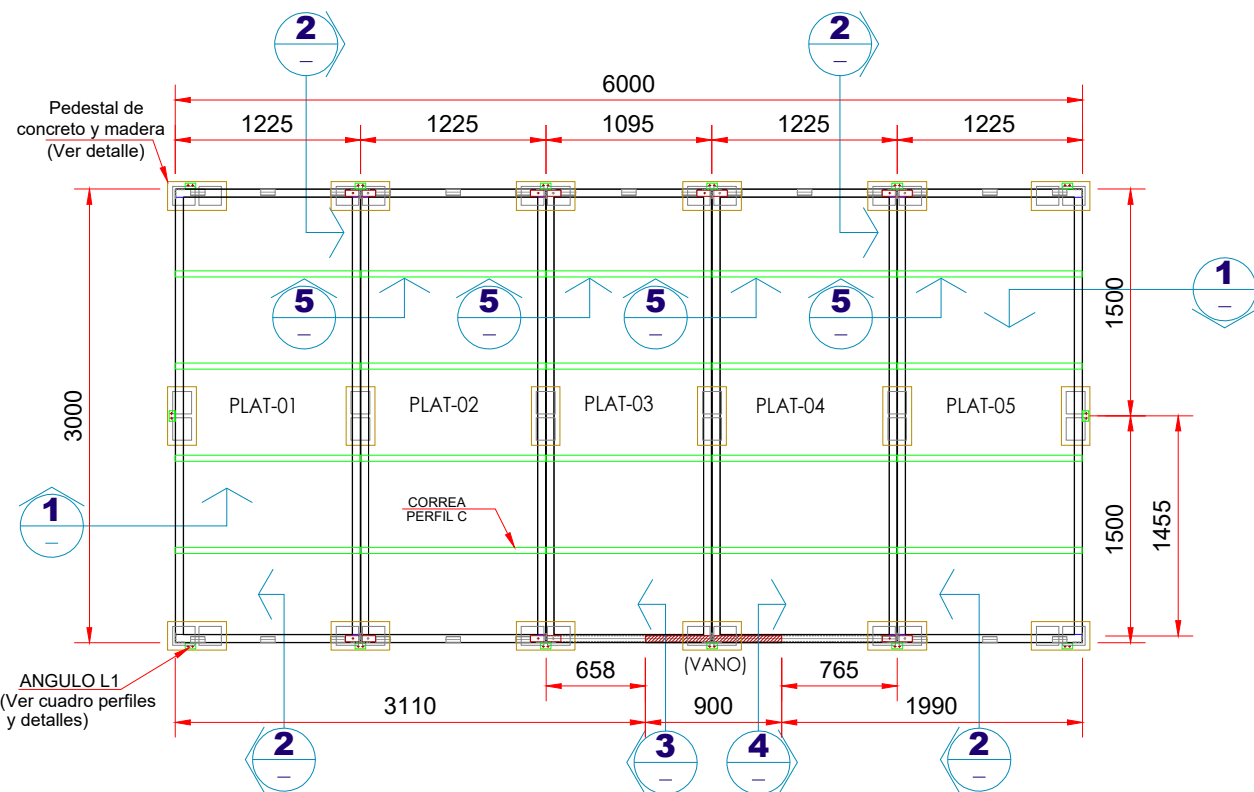 2
2
6000
Pedestal de
concreto y madera
(Ver detalle)
1225
1225
1095
1225
1225
5
5
5
5
1
1500
3000
PLAT-01
PLAT-02
PLAT-03
PLAT-04
PLAT-05
1
CORREA
PERFIL C
1500
1455
ANGULO L1
(Ver cuadro perfiles
y detalles)
(VANO)
658
765
3110
900
1990
2
3
4
2